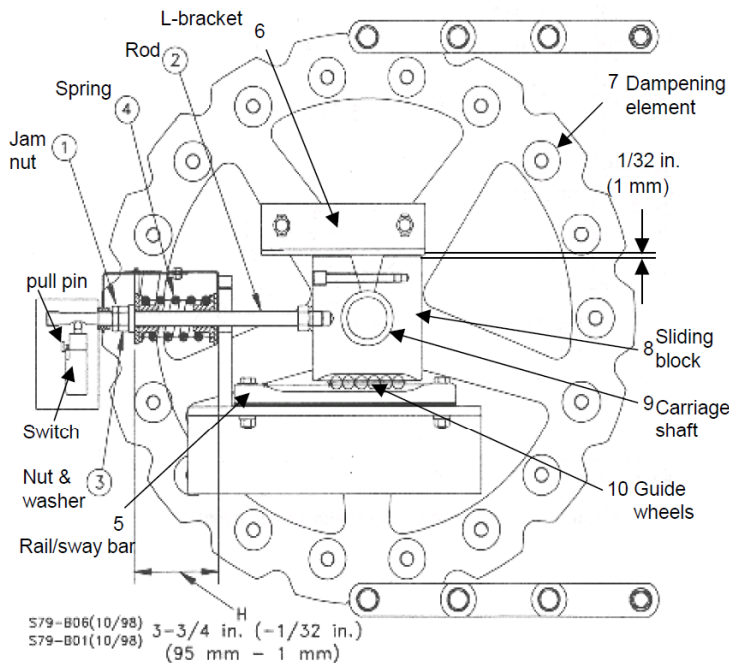 L-bracket
6
Rod 2
Spring
4
7 Dampening
element
Jam
nut
1
1/32 in.
(1 mm)
pull pin
8 Sliding
block
Switch
9 Carriage
shaft
Nut &
washer
3
10 Guide
wheels
5
Rail/sway bar
H
S79-B06(10/98)
S79-B01(10/98)
3-3/4 in. (-1/32 in.)
(95 mm - 1 mm)